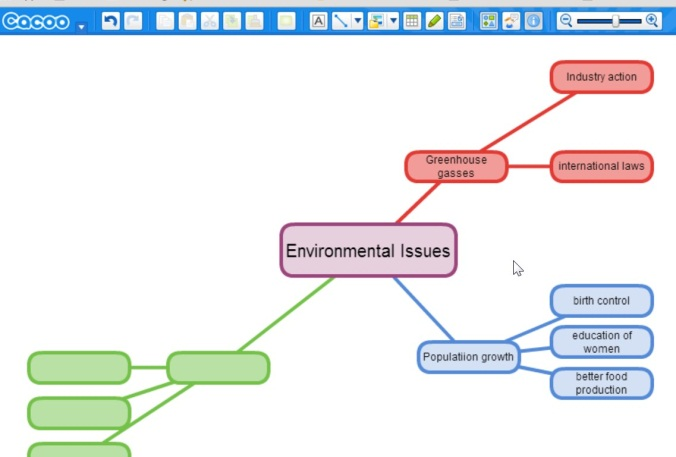 Cacoo
Industry action
Greenhouse
gasses
international laws
Environmental Issues
birth control
education of
women
Populatiion growth
better food
production